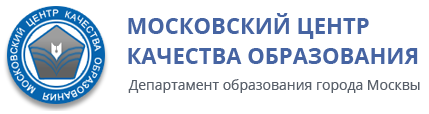 МОСКОВСКИЙ ЦЕНТР КАЧЕСТВА ОБРАЗОВАНИЯ
МОСКОВСКИЙ ЦЕНТР
КАЧЕСТВА ОБРАЗОВАНИЯ
Департамент образования города Москвы